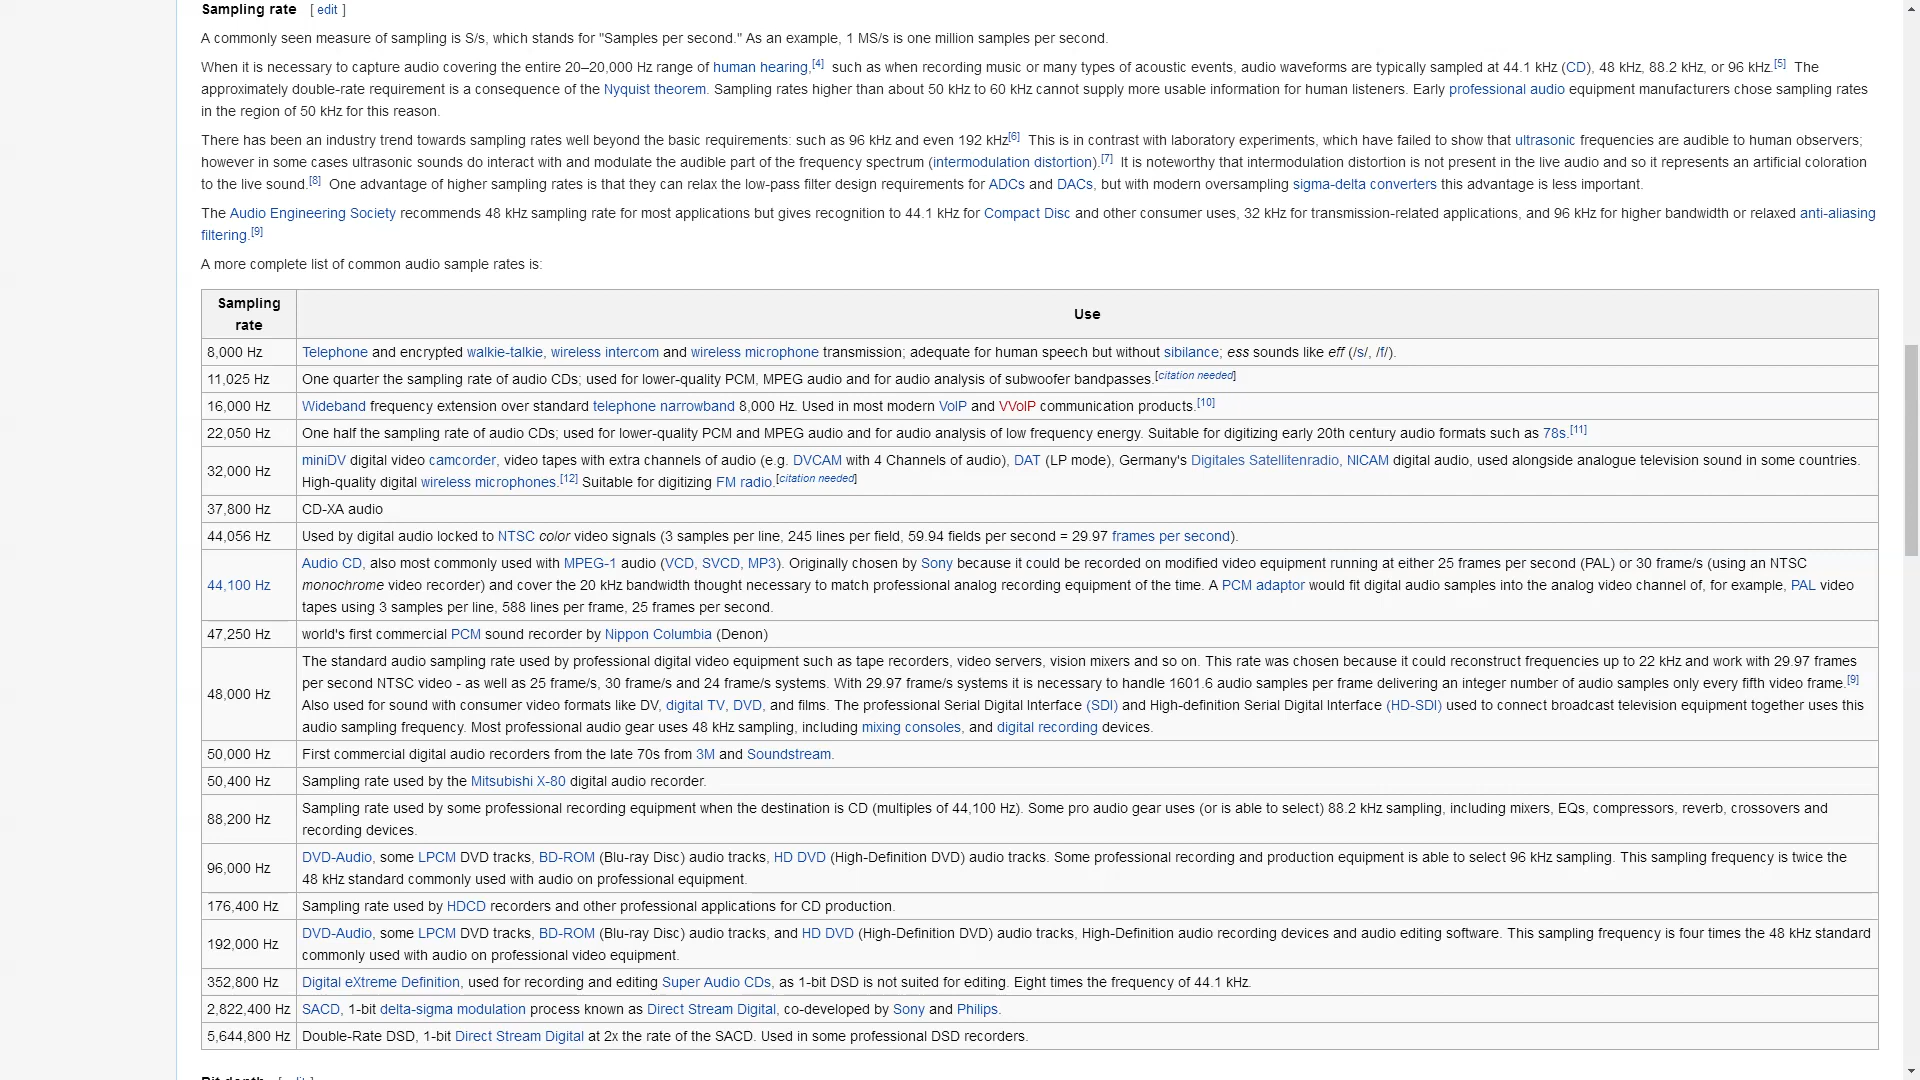 Sampling rate [ edit ]
A commonly seen measure of sampling is S/s, which stands for "Samples per second." As an example, 1 MS/s is one million samples per second.
When it is necessary to capture audio covering the entire 20–20,000 Hz range of human hearing,[4] such as when recording music or many types of acoustic events, audio waveforms are typically sampled at 44.1 kHz (CD), 48 kHz, 88.2 kHz, or 96 kHz.[5] The
approximately double-rate requirement is a consequence of the Nyquist theorem. Sampling rates higher than about 50 kHz to 60 kHz cannot supply more usable information for human listeners. Early professional audio equipment manufacturers chose sampling rates
in the region of 50 kHz for this reason.
There has been an industry trend towards sampling rates well beyond the basic requirements: such as 96 kHz and even 192 kHz[6] This is in contrast with laboratory experiments, which have failed to show that ultrasonic frequencies are audible to human observers;
however in some cases ultrasonic sounds do interact with and modulate the audible part of the frequency spectrum (intermodulation distortion).[7] It is noteworthy that intermodulation distortion is not present in the live audio and so it represents an artificial coloration
to the live sound.[8] One advantage of higher sampling rates is that they can relax the low-pass filter design requirements for ADCs and DACs, but with modern oversampling sigma-delta converters this advantage is less important.
The Audio Engineering Society recommends 48 kHz sampling rate for most applications but gives recognition to 44.1 kHz for Compact Disc and other consumer uses, 32 kHz for transmission-related applications, and 96 kHz for higher bandwidth or relaxed anti-aliasing
filtering.[9]
A more complete list of common audio sample rates is:
Sampling
rate
Use
8,000 Hz Telephone and encrypted walkie-talkie, wireless intercom and wireless microphone transmission; adequate for human speech but without sibilance; ess sounds like eff (/s/, /f/).
11,025 Hz One quarter the sampling rate of audio CDs; used for lower-quality PCM, MPEG audio and for audio analysis of subwoofer bandpasses.[citation needed]
16,000 Hz Wideband frequency extension over standard telephone narrowband 8,000 Hz. Used in most modern VoIP and VVoIP communication products.[10]
22,050 Hz One half the sampling rate of audio CDs; used for lower-quality PCM and MPEG audio and for audio analysis of low frequency energy. Suitable for digitizing early 20th century audio formats such as 78s.[11]
32,000 Hz miniDV digital video camcorder, video tapes with extra channels of audio (e.g. DVCAM with 4 Channels of audio), DAT (LP mode), Germany's Digitales Satellitenradio, NICAM digital audio, used alongside analogue television sound in some countries.
High-quality digital wireless microphones.[12] Suitable for digitizing FM radio.[citation needed]
37,800 Hz CD-XA audio
44,056 Hz Used by digital audio locked to NTSC color video signals (3 samples per line, 245 lines per field, 59.94 fields per second = 29.97 frames per second).
44,100 Hz Audio CD, also most commonly used with MPEG-1 audio (VCD, SVCD, MP3). Originally chosen by Sony because it could be recorded on modified video equipment running at either 25 frames per second (PAL) or 30 frame/s (using an NTSC
monochrome video recorder) and cover the 20 kHz bandwidth thought necessary to match professional analog recording equipment of the time. A PCM adaptor would fit digital audio samples into the analog video channel of, for example, PAL video
tapes using 3 samples per line, 588 lines per frame, 25 frames per second.
47,250 Hz world's first commercial PCM sound recorder by Nippon Columbia (Denon)
48,000 Hz The standard audio sampling rate used by professional digital video equipment such as tape recorders, video servers, vision mixers and so on. This rate was chosen because it could reconstruct frequencies up to 22 kHz and work with 29.97 frames
per second NTSC video - as well as 25 frame/s, 30 frame/s and 24 frame/s systems. With 29.97 frame/s systems it is necessary to handle 1601.6 audio samples per frame delivering an integer number of audio samples only every fifth video frame.[9]
Also used for sound with consumer video formats like DV, digital TV, DVD, and films. The professional Serial Digital Interface (SDI) and High-definition Serial Digital Interface (HD-SDI) used to connect broadcast television equipment together uses this
audio sampling frequency. Most professional audio gear uses 48 kHz sampling, including mixing consoles, and digital recording devices.
50,000 Hz First commercial digital audio recorders from the late 70s from 3M and Soundstream.
50,400 Hz Sampling rate used by the Mitsubishi X-80 digital audio recorder.
88,200 Hz Sampling rate used by some professional recording equipment when the destination is CD (multiples of 44,100 Hz). Some pro audio gear uses (or is able to select) 88.2 kHz sampling, including mixers, EQs, compressors, reverb, crossovers and
recording devices.
96,000 Hz DVD-Audio, some LPCM DVD tracks, BD-ROM (Blu-ray Disc) audio tracks, HD DVD (High-Definition DVD) audio tracks. Some professional recording and production equipment is able to select 96 kHz sampling. This sampling frequency is twice the
48 kHz standard commonly used with audio on professional equipment.
176,400 Hz Sampling rate used by HDCD recorders and other professional applications for CD production.
192,000 Hz DVD-Audio, some LPCM DVD tracks, BD-ROM (Blu-ray Disc) audio tracks, and HD DVD (High-Definition DVD) audio tracks, High-Definition audio recording devices and audio editing software. This sampling frequency is four times the 48 kHz standard
commonly used with audio on professional video equipment.
352,800 Hz Digital eXtreme Definition, used for recording and editing Super Audio CDs, as 1-bit DSD is not suited for editing. Eight times the frequency of 44.1 kHz.
2,822,400 Hz SACD, 1-bit delta-sigma modulation process known as Direct Stream Digital, co-developed by Sony and Philips.
5,644,800 Hz Double-Rate DSD, 1-bit Direct Stream Digital at 2x the rate of the SACD. Used in some professional DSD recorders.
Bit depth [ edit ]